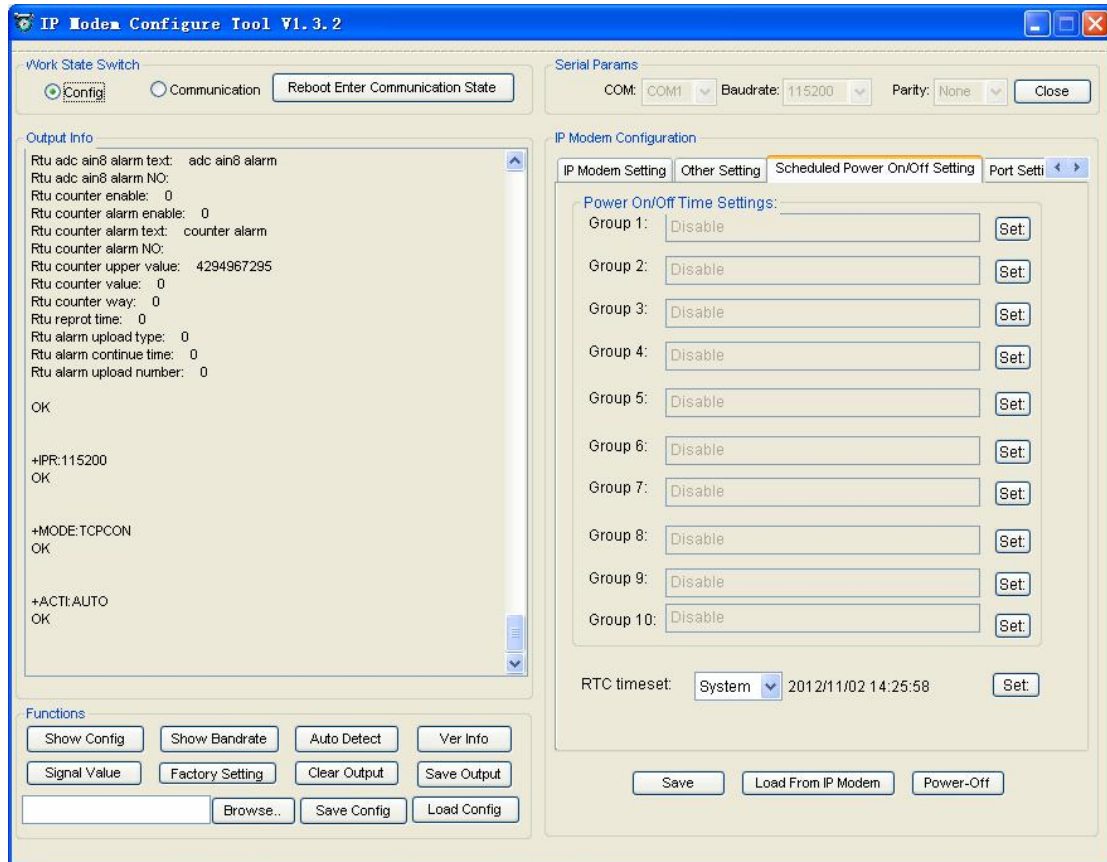 IP Modem Configure Tool V1.3.2
Work State Switch
Config
Communication
Reboot Enter Communication State
Serial Params
COM: COM1
Baudrate: 115200
Parity: None
Close
Output Info
Rtu adc ain8 alarm text: adc ain8 alarm
Rtu adc ain8 alarm NO:
Rtu counter enable: 0
Rtu counter alarm enable: 0
Rtu counter alarm text: counter alarm
Rtu counter alarm NO:
Rtu counter upper value: 4294967295
Rtu counter value: 0
Rtu counter way: 0
Rtu reprot time: 0
Rtu alarm upload type: 0
Rtu alarm continue time: 0
Rtu alarm upload number: 0
OK
+IPR:115200
OK
+MODE:TCPCON
OK
+ACTI:AUTO
OK
Functions
Show Config
Show Bandrate
Auto Detect
Ver Info
Signal Value
Factory Setting
Clear Output
Save Output
Browse..
Save Config
Load Config
IP Modem Configuration
IP Modem Setting
Other Setting
Scheduled Power On/Off Setting
Port Setti
Power On/Off Time Settings:
Group 1: Disable Set:
Group 2: Disable Set:
Group 3: Disable Set:
Group 4: Disable Set:
Group 5: Disable Set:
Group 6: Disable Set:
Group 7: Disable Set:
Group 8: Disable Set:
Group 9: Disable Set:
Group 10: Disable Set:
RTC timeset: System 2012/11/02 14:25:58 Set:
Save
Load From IP Modem
Power-Off